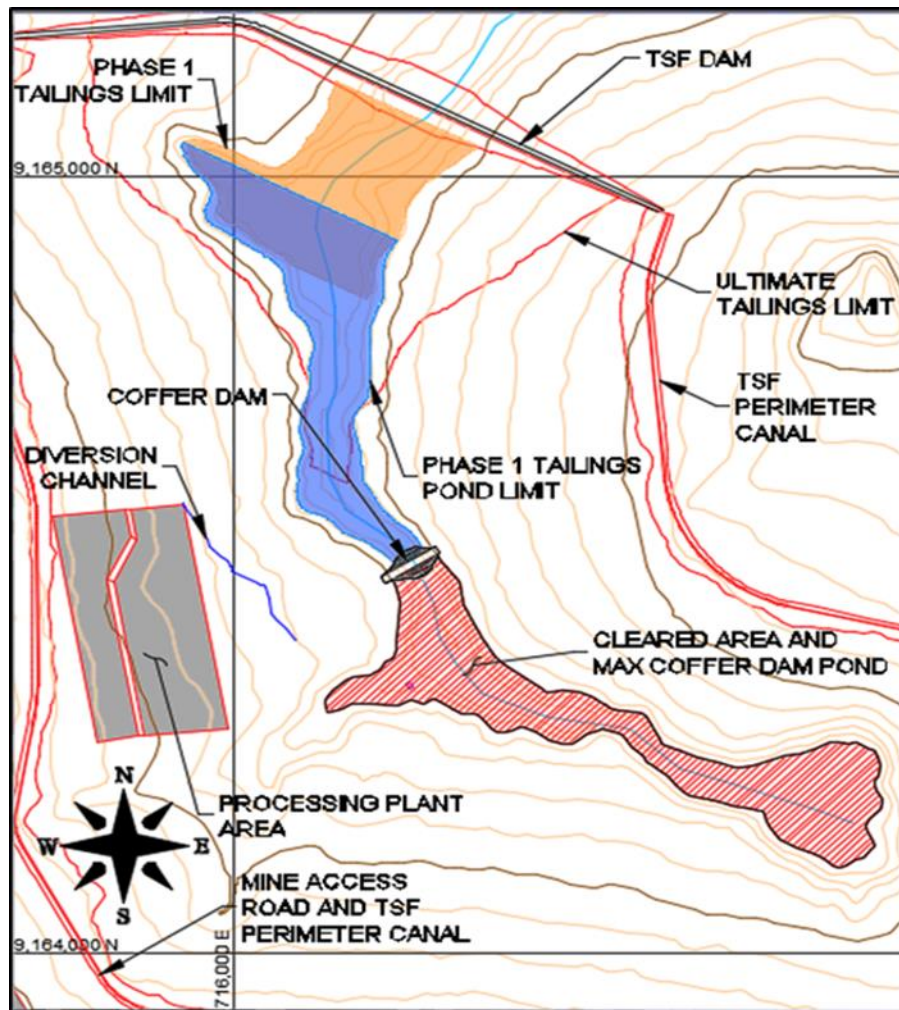 PHASE 1
TAILINGS LIMIT
TSF DAM
9,165,000 N
ULTIMATE
TAILINGS LIMIT
COFFER DAM
TSF
PERIMETER
CANAL
DIVERSION
CHANNEL
PHASE 1 TAILINGS
POND LIMIT
CLEARED AREA AND
MAX COFFER DAM POND
N
W
E
S
PROCESSING PLANT
AREA
MINE ACCESS
ROAD AND TSF
PERIMETER CANAL
9,164,000 N
716,000 E